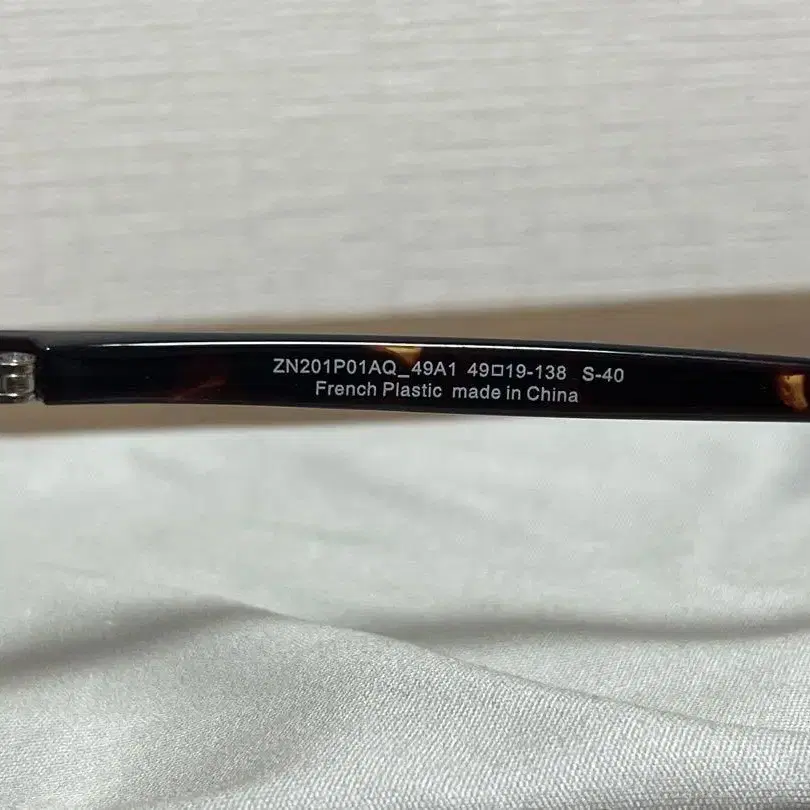 ZN201P01AQ_49A1 49□19-138 S-40
French Plastic made in China